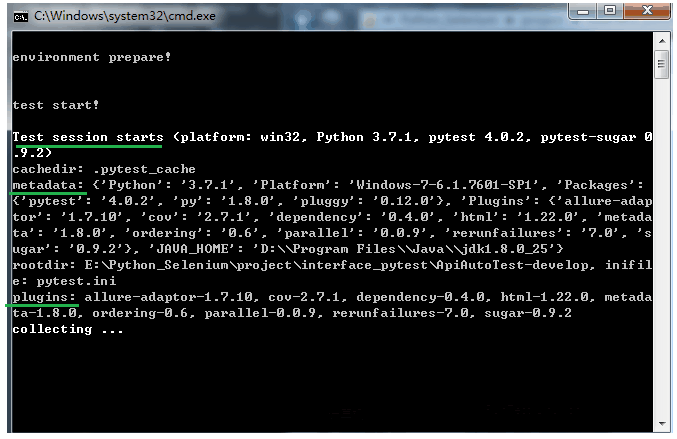 C:\Windows\system32\cmd.exe
environment prepare!
test start!
Test session starts (platform: win32, Python 3.7.1, pytest 4.0.2, pytest-sugar 0
.9.2)
cachedir: .pytest_cache
metadata: {'Python': '3.7.1', 'Platform': 'Windows-7-6.1.7601-SP1', 'Packages':
{'pytest': '4.0.2', 'py': '1.8.0', 'pluggy': '0.12.0'}, 'Plugins': {'allure-adap
tor': '1.7.10', 'cov': '2.7.1', 'dependency': '0.4.0', 'html': '1.22.0', 'metada
ta': '1.8.0', 'ordering': '0.6', 'parallel': '0.0.9', 'rerunfailures': '7.0', 's
ugar': '0.9.2'}, 'JAVA_HOME': 'D:\\Program Files\\Java\\jdk1.8.0_25'}
rootdir: E:\Python_Selenium\project\interface_pytest\ApiAutoTest-develop, inifil
e: pytest.ini
plugins: allure-adaptor-1.7.10, cov-2.7.1, dependency-0.4.0, html-1.22.0, metada
ta-1.8.0, ordering-0.6, parallel-0.0.9, rerunfailures-7.0, sugar-0.9.2
collecting ...